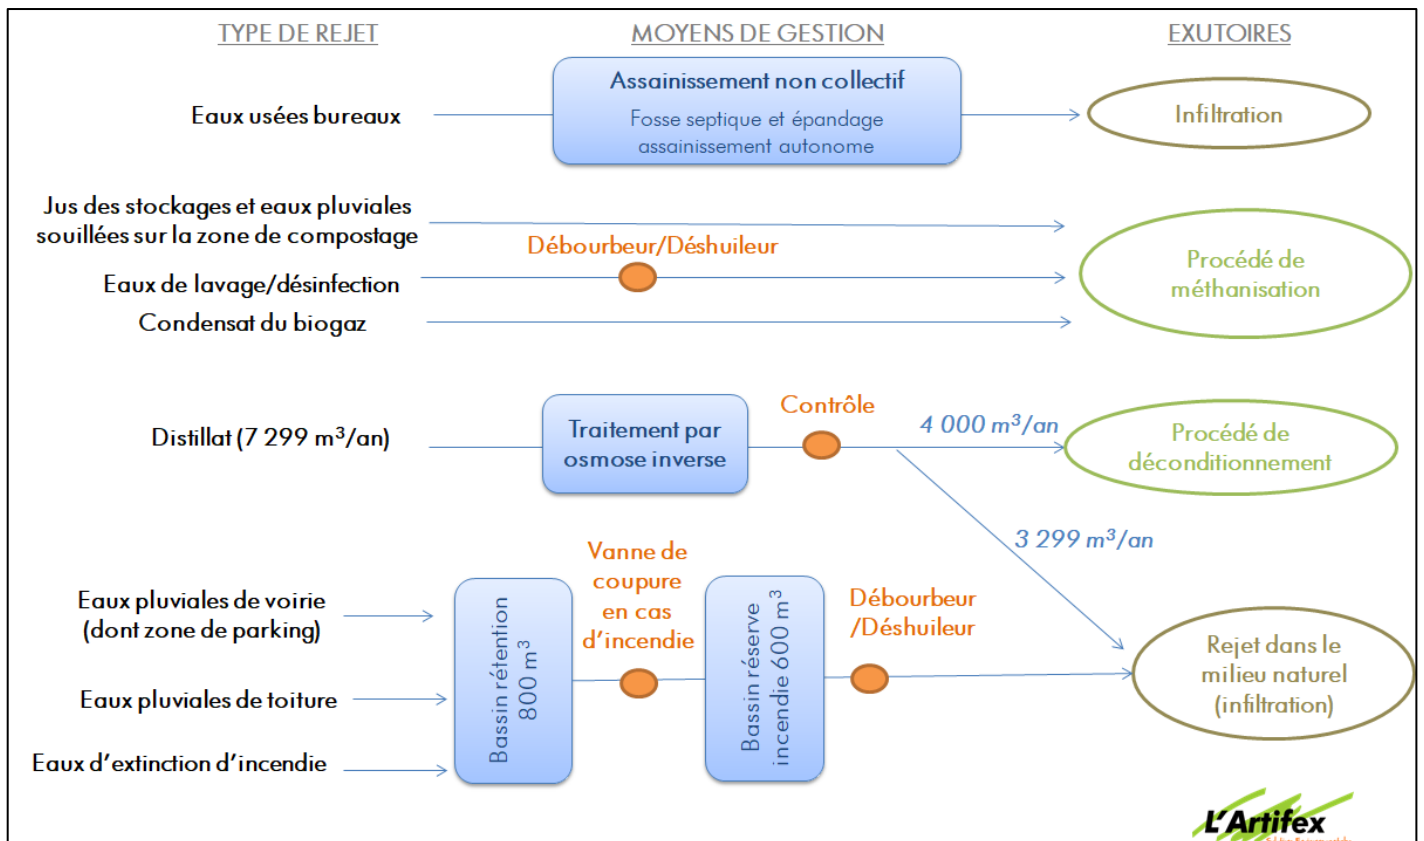 TYPE DE REJET
MOYENS DE GESTION
EXUTOIRES
Assainissement non collectif
Fosse septique et épandage
assainissement autonome
Eaux usées bureaux
Infiltration
Jus des stockages et eaux pluviales
souillées sur la zone de compostage
Débourbeur/Déshuileur
Eaux de lavage/désinfection
Condensat du biogaz
Procédé de
méthanisation
Distillat (7 299 m³/an)
Traitement par
osmose inverse
Contrôle
4 000 m³/an
Procédé de
déconditionnement
3 299 m³/an
Eaux pluviales de voirie
(dont zone de parking)
Eaux pluviales de toiture
Eaux d'extinction d'incendie
Bassin rétention
800 m³
Vanne de
coupure
en cas
d'incendie
Bassin réserve
incendie 600 m³
Débourbeur
/Déshuileur
Rejet dans le
milieu naturel
(infiltration)
L'Artifex